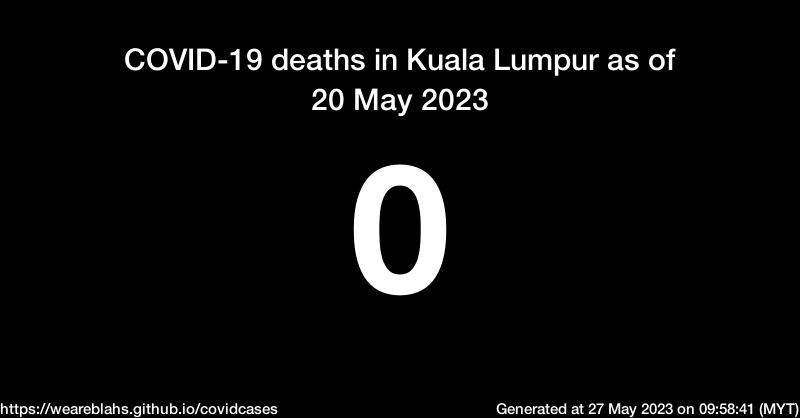 COVID-19 deaths in Kuala Lumpur as of
20 May 2023
0
https://weareblahs.github.io/covidcases
Generated at 27 May 2023 on 09:58:41 (MYT)